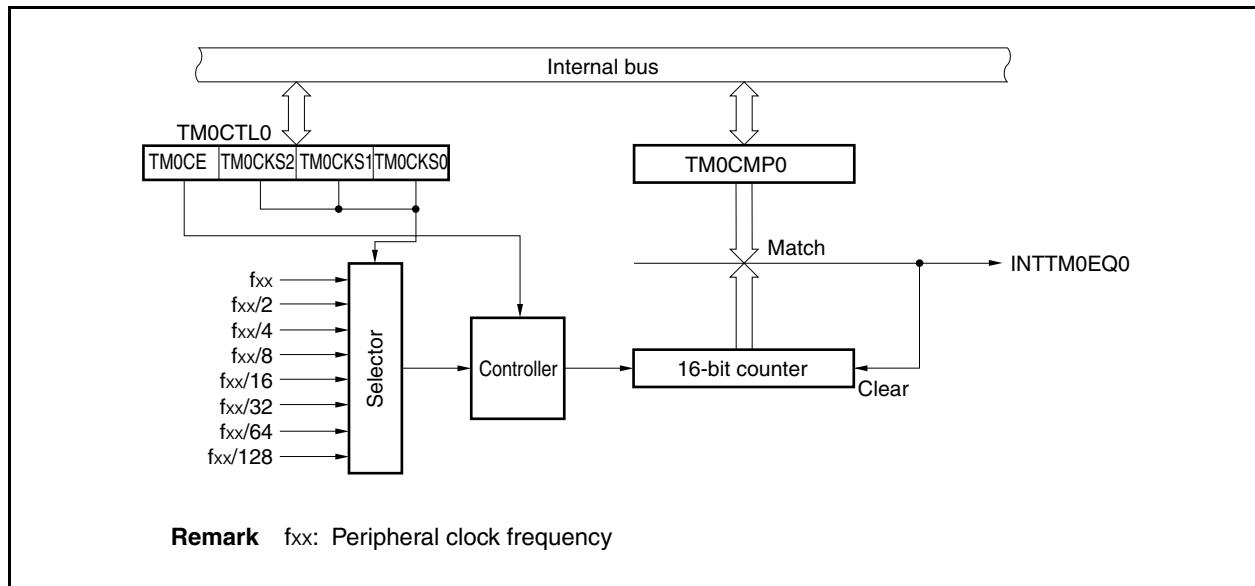 Internal bus
TM0CTL0
TM0CE TM0CKS2 TM0CKS1 TM0CKS0
TM0CMP0
Match
INTTM0EQ0
fxx
fxx/2
fxx/4
fxx/8
fxx/16
fxx/32
fxx/64
fxx/128
Selector
Controller
16-bit counter
Clear
Remark fxx: Peripheral clock frequency